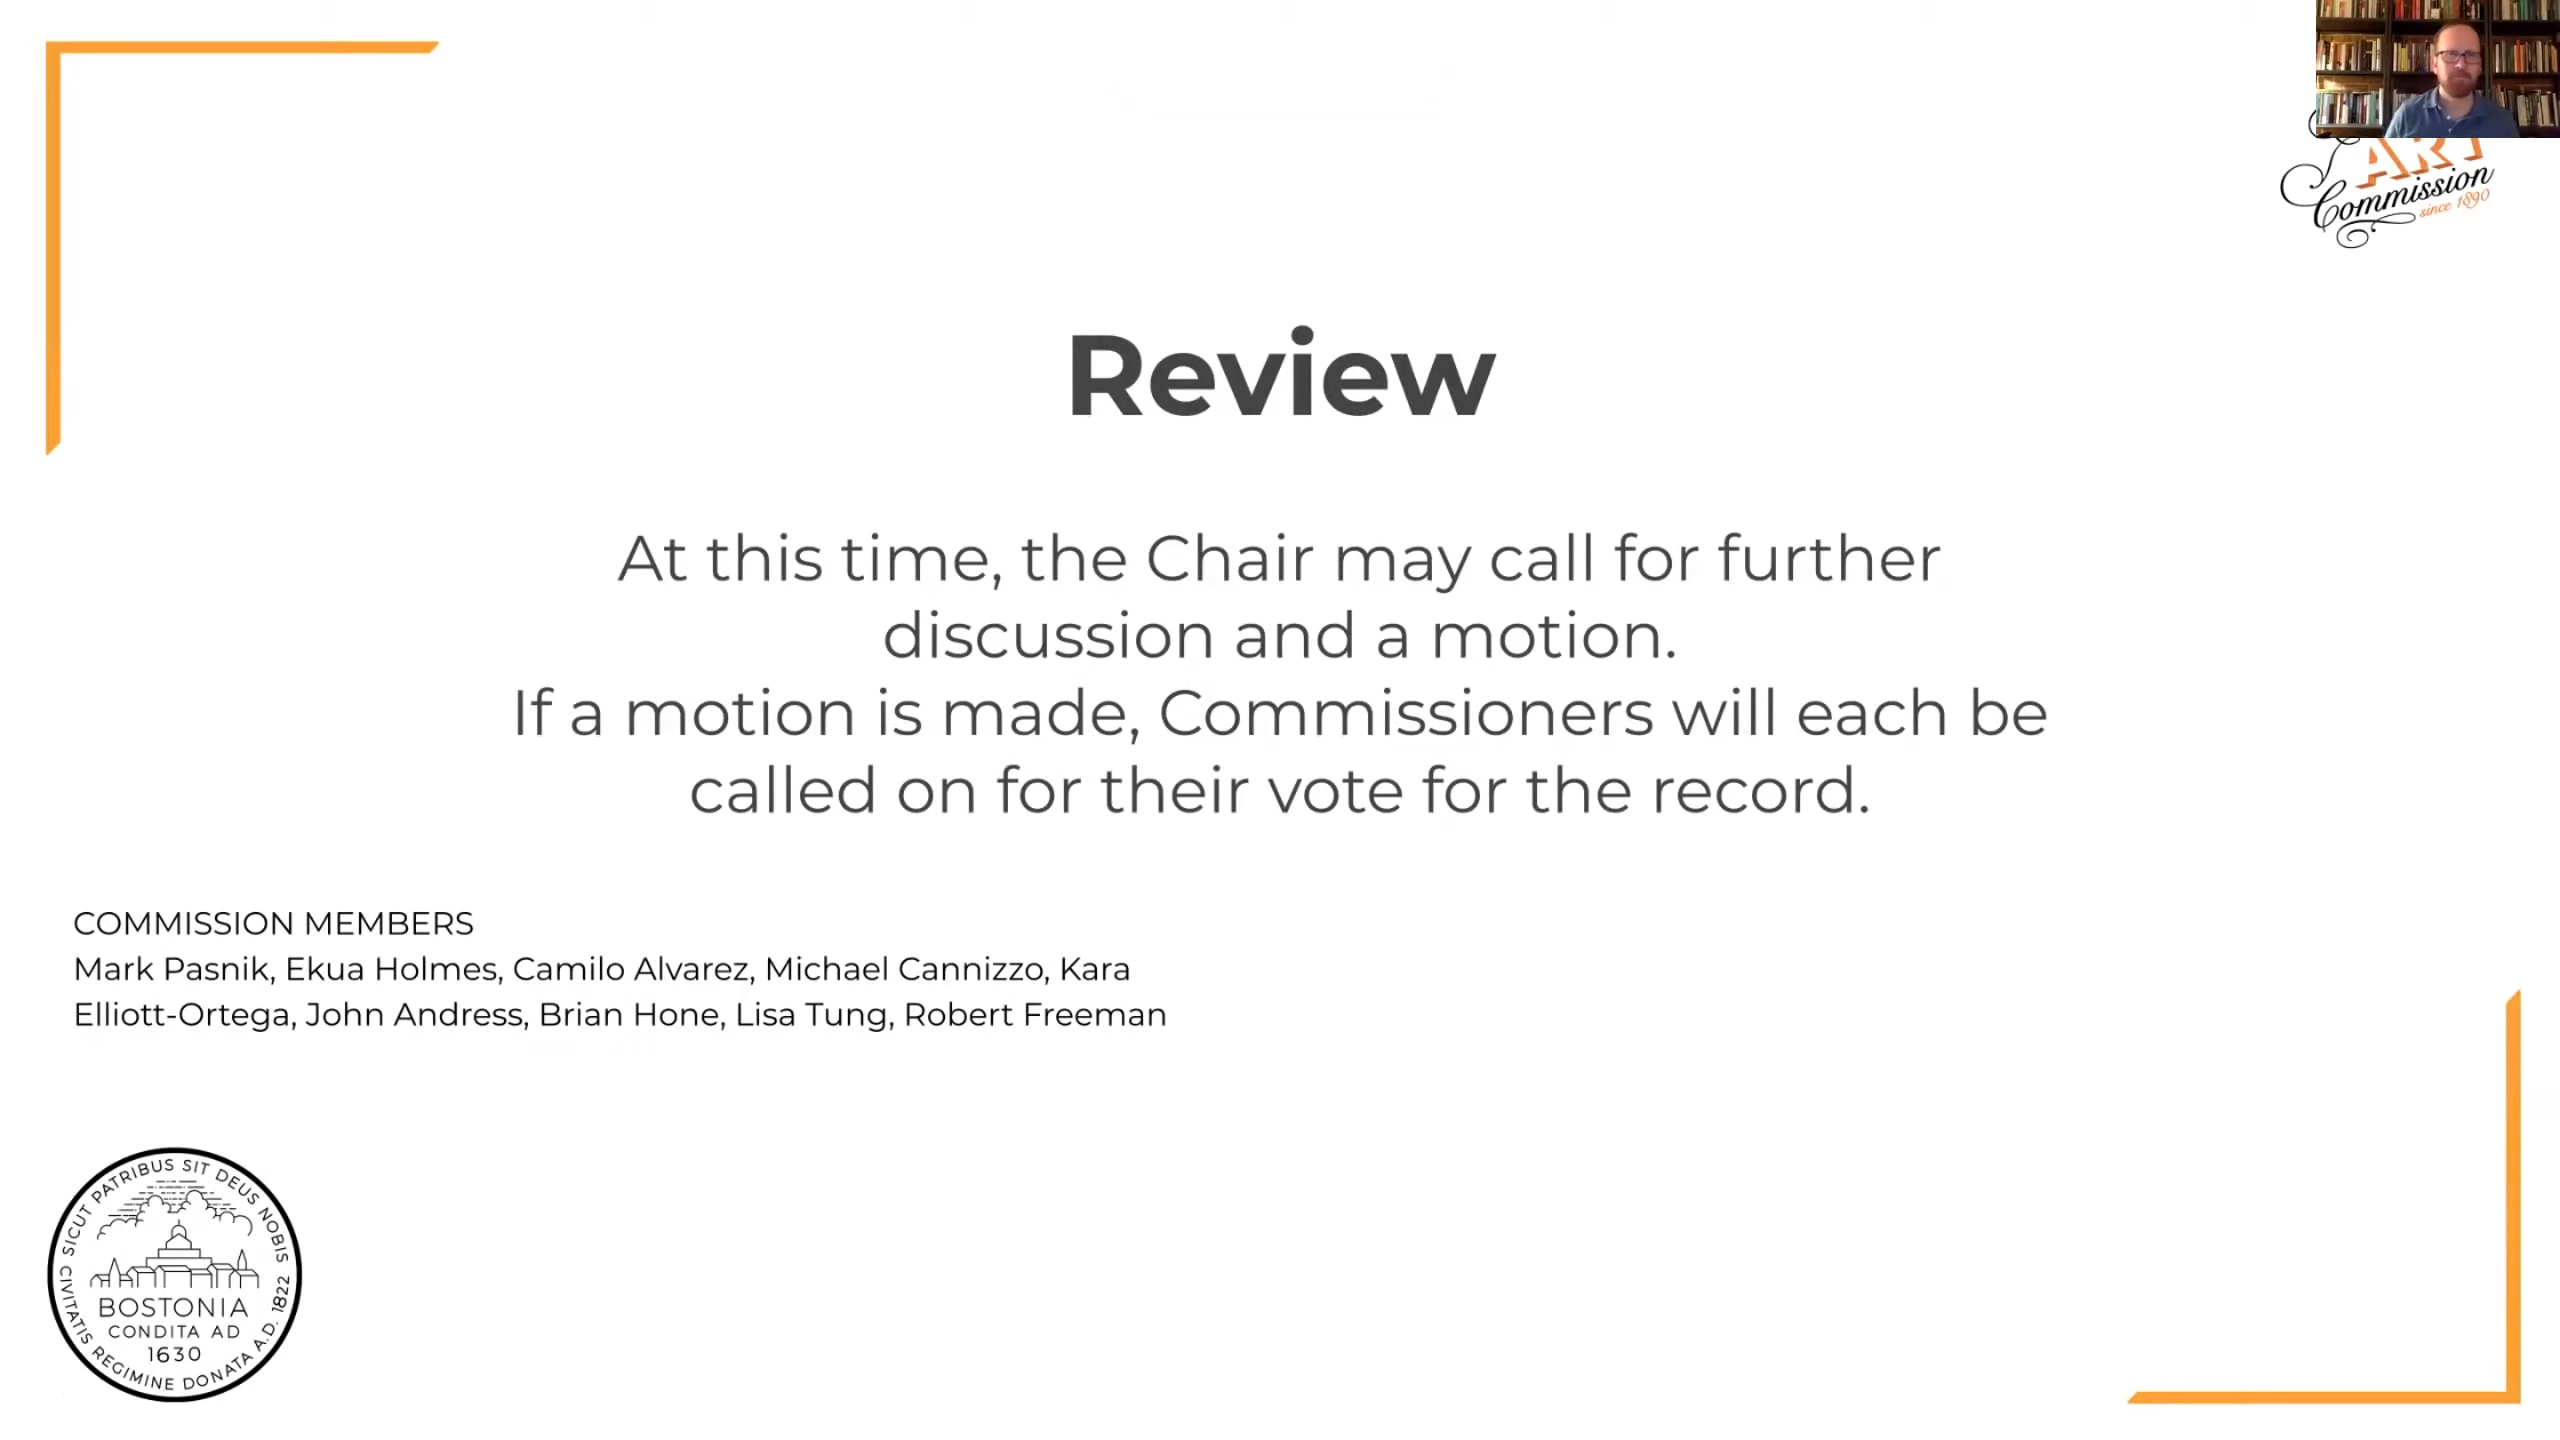 ART
Commission
since 1890
Review
At this time, the Chair may call for further
discussion and a motion.
If a motion is made, Commissioners will each be
called on for their vote for the record.
COMMISSION MEMBERS
Mark Pasnik, Ekua Holmes, Camilo Alvarez, Michael Cannizzo, Kara
Elliott-Ortega, John Andress, Brian Hone, Lisa Tung, Robert Freeman
SICUT PATRIBUS SIT DEUS NOBIS
CIVITATIS REGIMINE DONATA A.D. 1822
BOSTONIA
CONDITA AD
1630